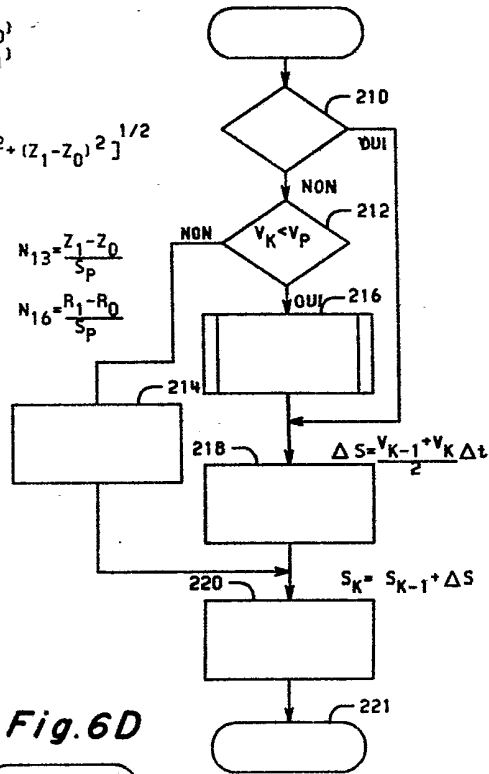 0}
1}
2+(Z1-Z0)2]1/2
210
OUI
NON
212
VK<VP
NON
N13=Z1-Z0/SP
OUI
216
N16=R1-R0/SP
214
218
ΔS=VK-1+VK/2 Δt
220
SK= SK-1+ΔS
221
Fig.6D